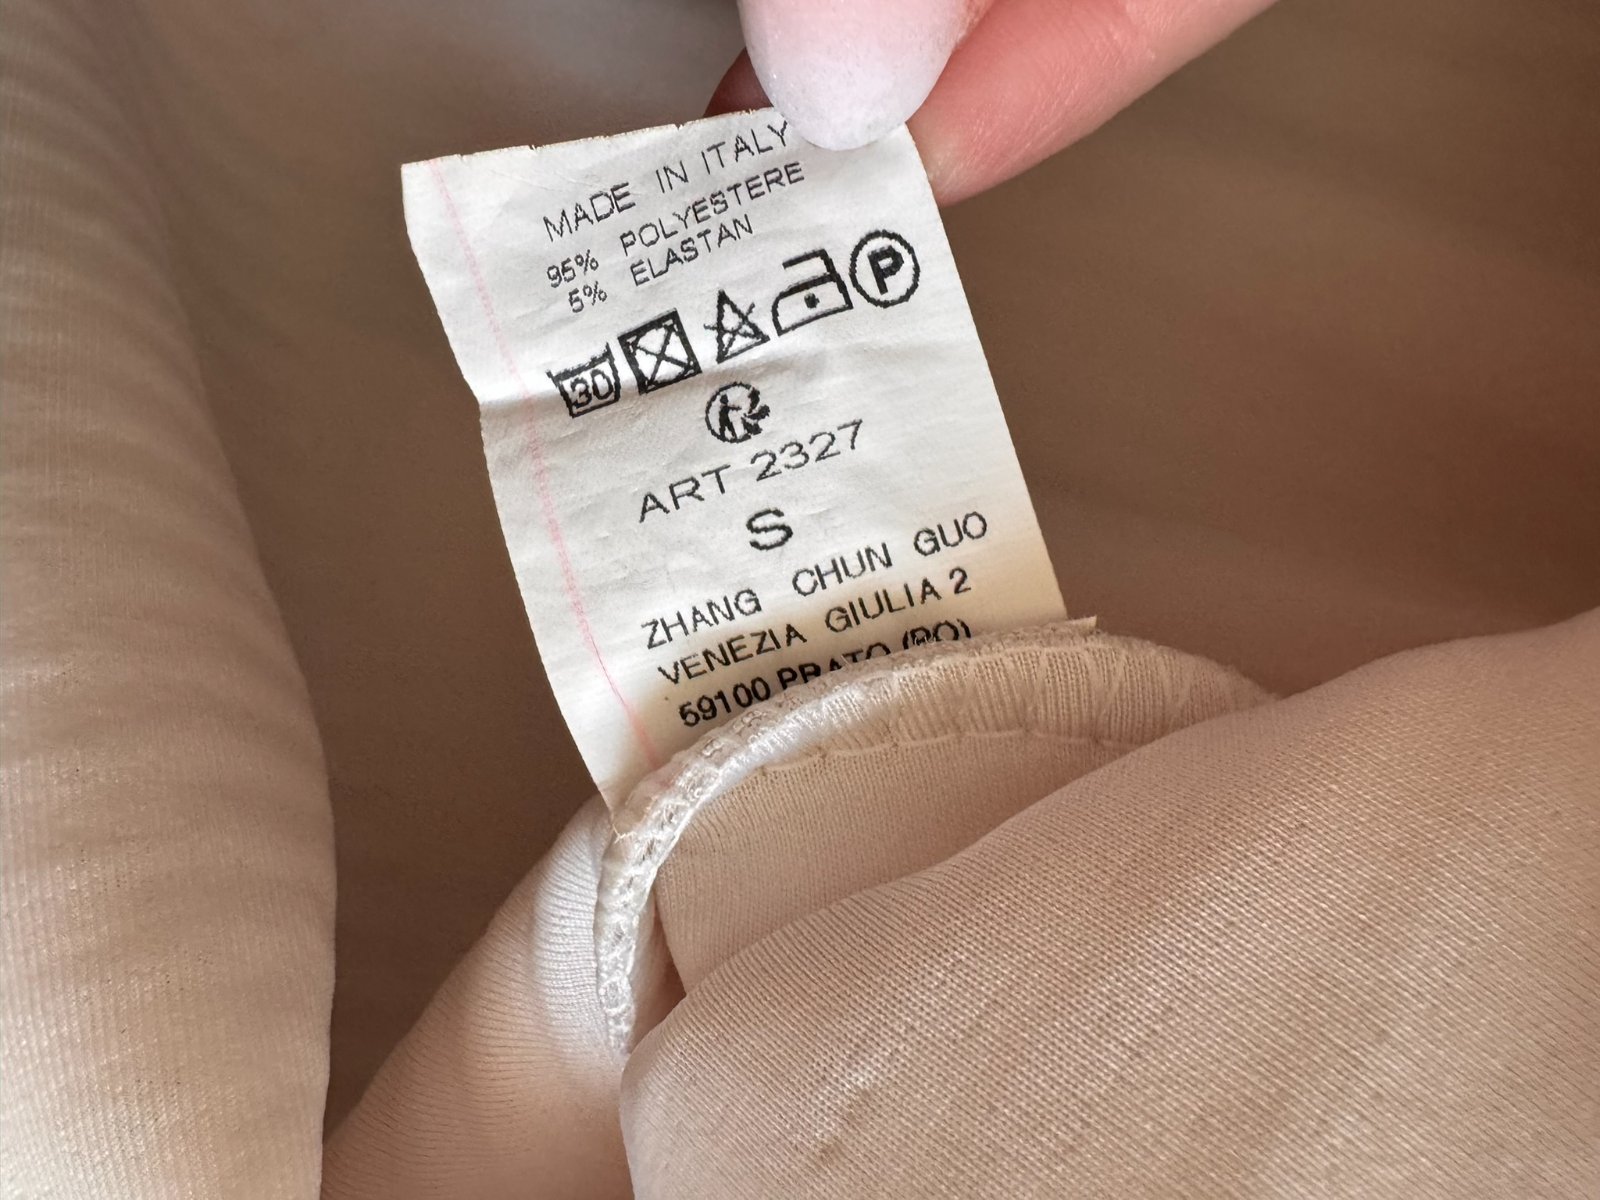 MADE IN ITALY
95% POLYESTERE
5% ELASTAN
30 P
ART 2327
S
ZHANG CHUN GUO
VENEZIA GIULIA 2
59100 PRATO (PO)